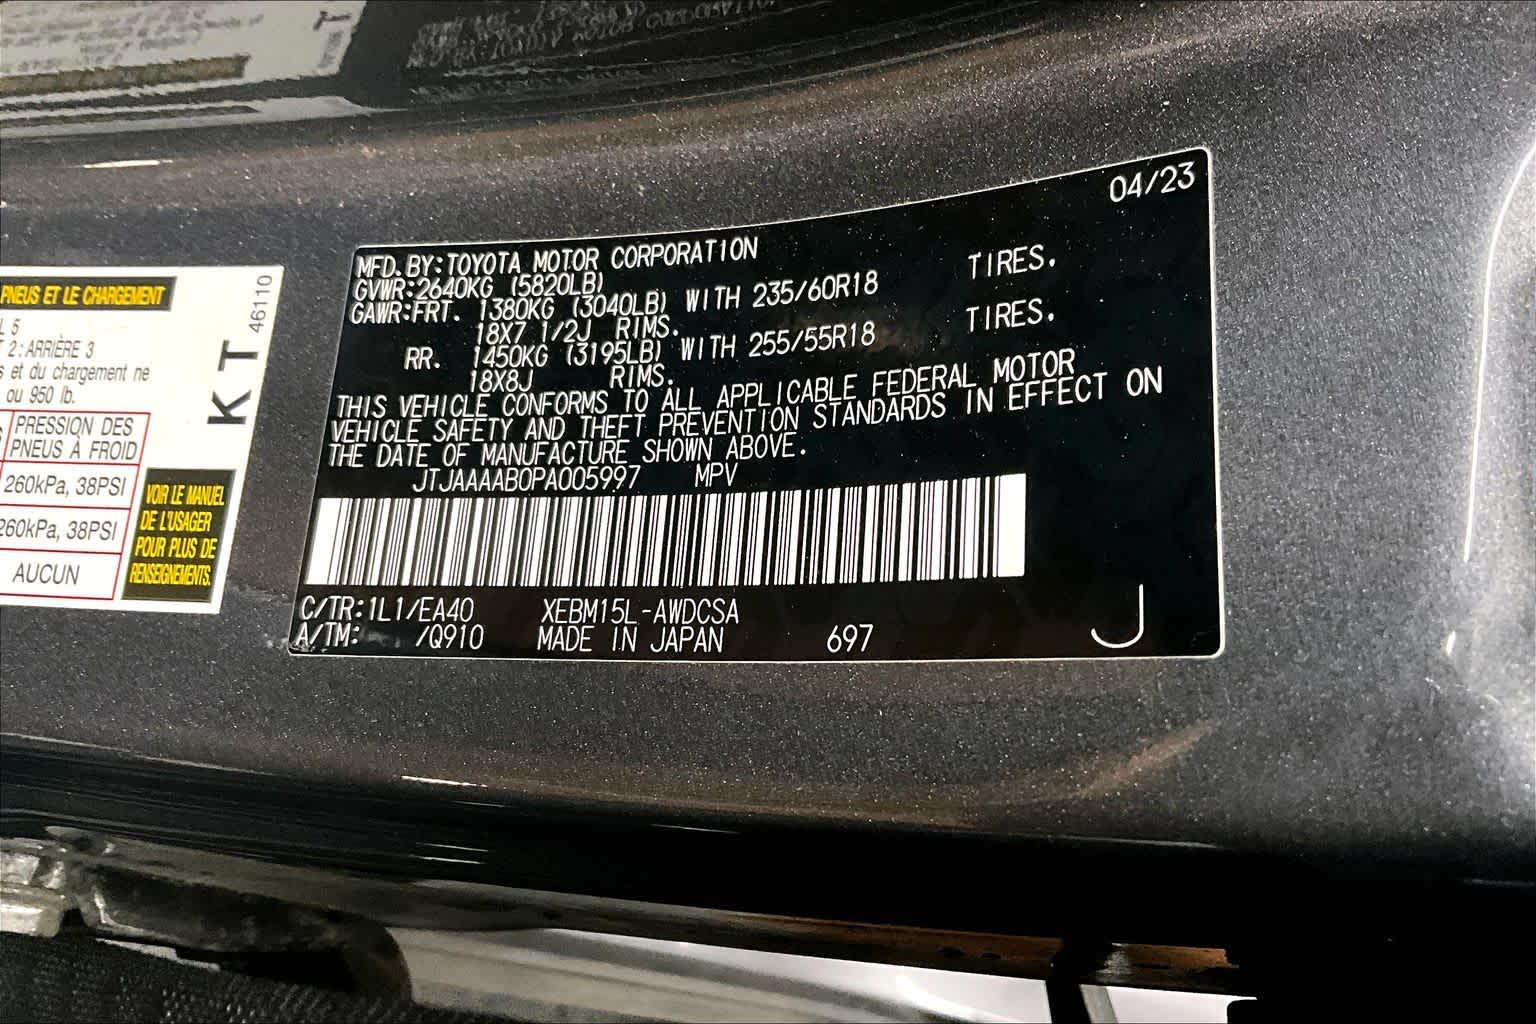 PNEUS ET LE CHARGEMENT
L 5
2: ARRIÈRE 3
s et du chargement ne
ou 950 lb.
PRESSION DES
PNEUS À FROID
260kPa, 38PSI
260kPa, 38PSI
AUCUN
KT 46110
VOIR LE MANUEL
DE L'USAGER
POUR PLUS DE
RENSEIGNEMENTS.
04/23
MFD. BY: TOYOTA MOTOR CORPORATION
GVWR: 2640KG (5820LB)
GAWR: FRT. 1380KG (3040LB) WITH 235/60R18 TIRES.
18X7 1/2J RIMS.
RR. 1450KG (3195LB) WITH 255/55R18 TIRES.
18X8J RIMS.
THIS VEHICLE CONFORMS TO ALL APPLICABLE FEDERAL MOTOR
VEHICLE SAFETY AND THEFT PREVENTION STANDARDS IN EFFECT ON
THE DATE OF MANUFACTURE SHOWN ABOVE.
JTJAAAAB0PA005997 MPV
C/TR: 1L1/EA40 XEBM15L-AWDCSA
A/TM: /Q910 MADE IN JAPAN 697 J